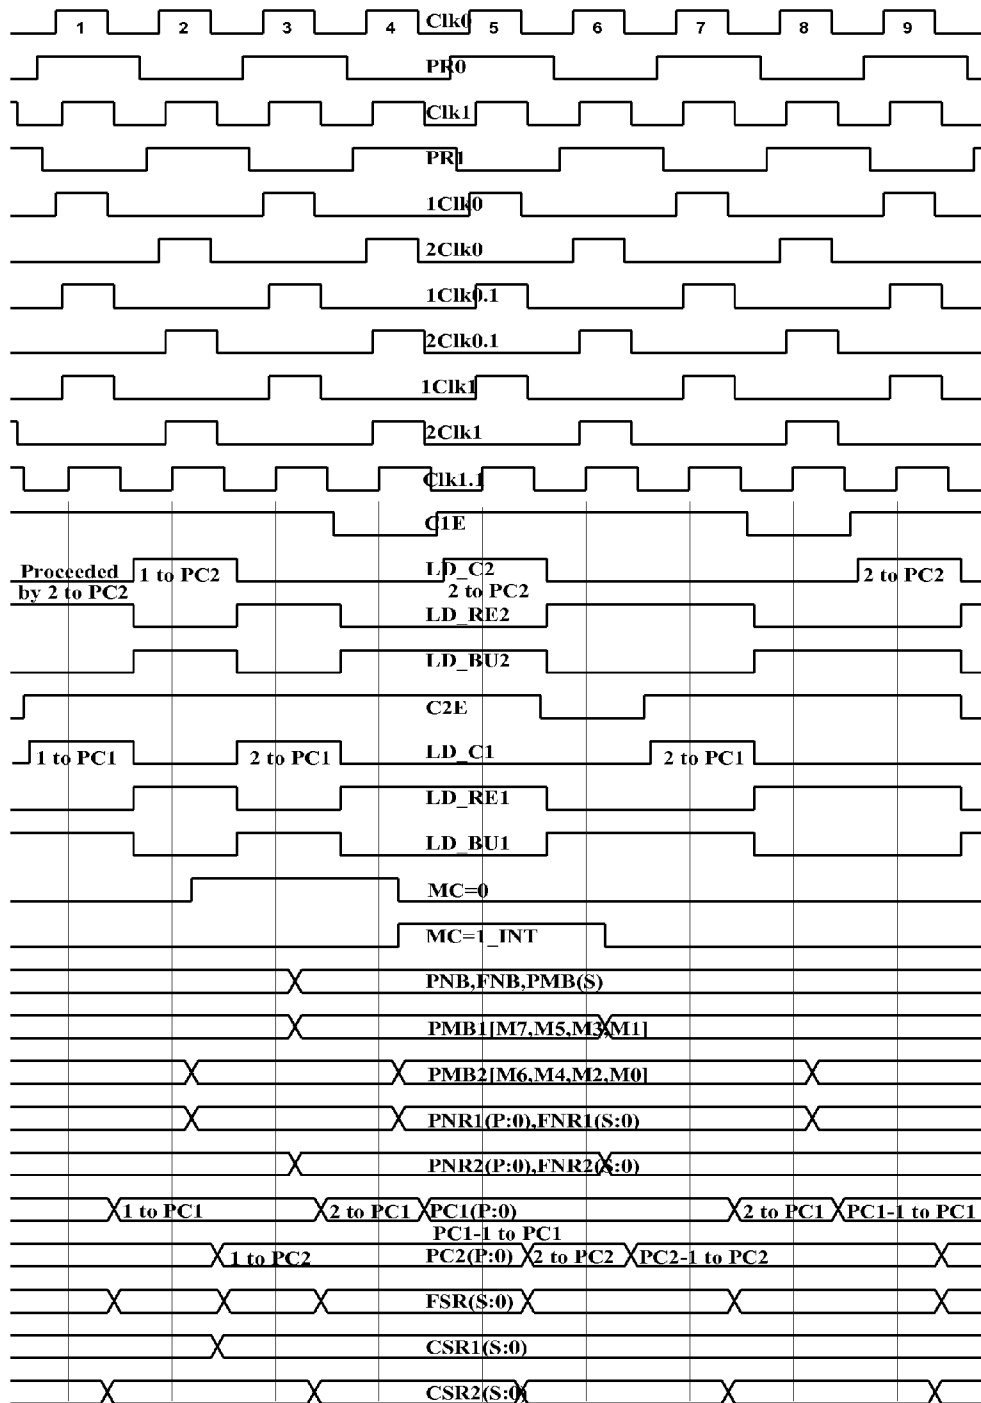 1 2 3 4 Clk0 5 6 7 8 9
PR0
Clk1
PR1
1Clk0
2Clk0
1Clk0.1
2Clk0.1
1Clk1
2Clk1
Clk1.1
C1E
Proceeded
by 2 to PC2
1 to PC2
LD_C2
2 to PC2
2 to PC2
LD_RE2
LD_BU2
C2E
1 to PC1 2 to PC1 LD_C1 2 to PC1
LD_RE1
LD_BU1
MC=0
MC=1_INT
PNB,FNB,PMB(S)
PMB1[M7,M5,M3,M1]
PMB2[M6,M4,M2,M0]
PNR1(P:0),FNR1(S:0)
PNR2(P:0),FNR2(S:0)
1 to PC1 2 to PC1 PC1(P:0) 2 to PC1 PC1-1 to PC1
PC1-1 to PC1
1 to PC2 PC2(P:0) 2 to PC2 PC2-1 to PC2
FSR(S:0)
CSR1(S:0)
CSR2(S:0)